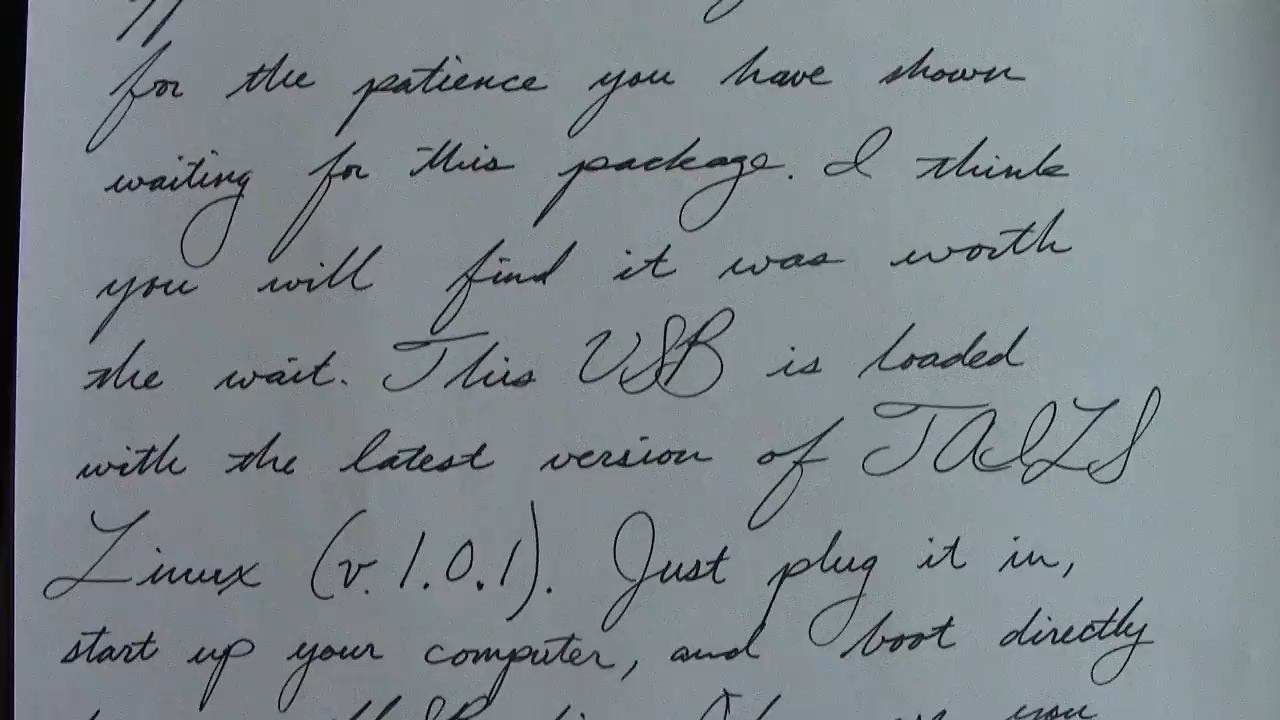 for the patience you have shown
waiting for this package. I think
you will find it was worth
the wait. This USB is loaded
with the latest version of TAILS
Linux (v. 1.0.1). Just plug it in,
start up your computer, and boot directly
you